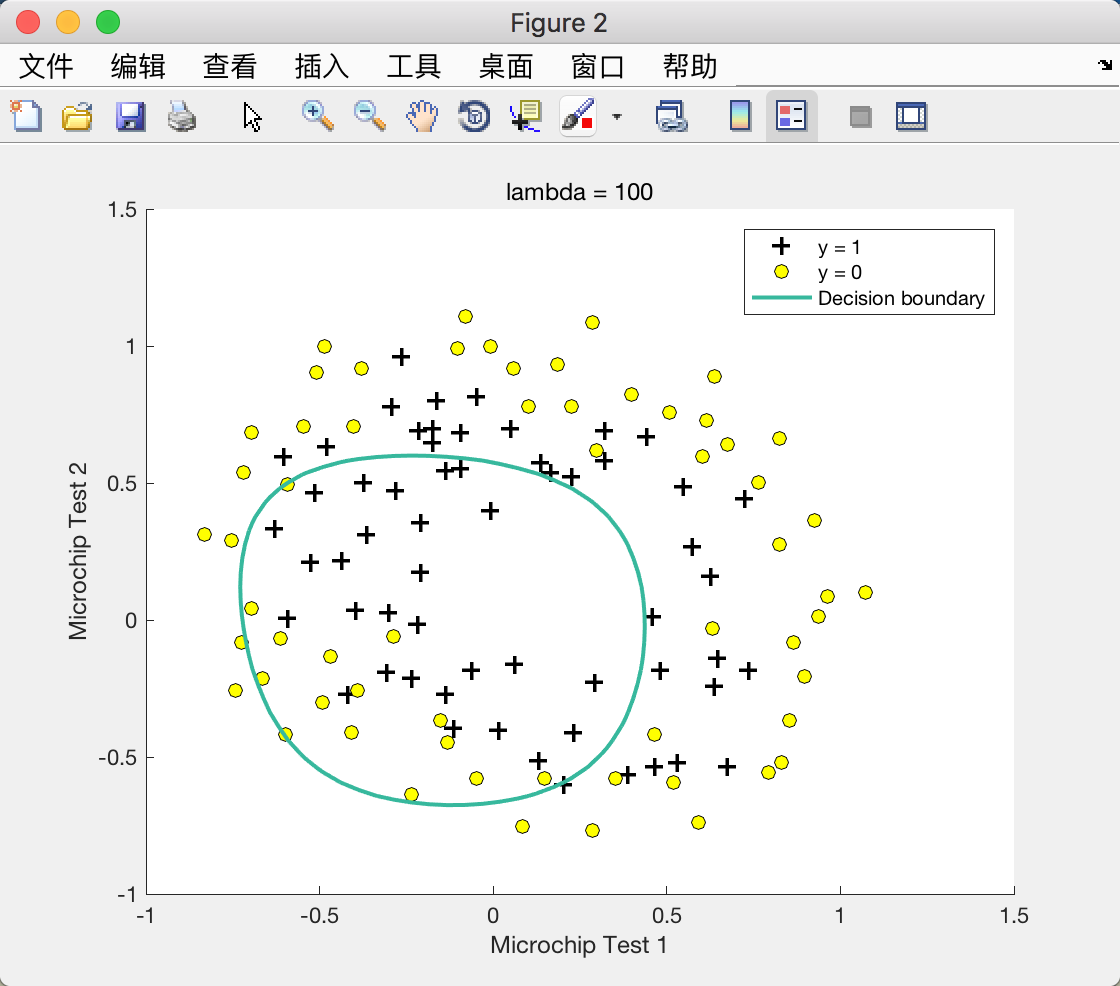 Figure 2
文件 编辑 查看 插入 工具 桌面 窗口 帮助
lambda = 100
1.5
1
0.5
0
-0.5
-1
Microchip Test 2
y = 1
y = 0
Decision boundary
-1 -0.5 0 0.5 1 1.5
Microchip Test 1